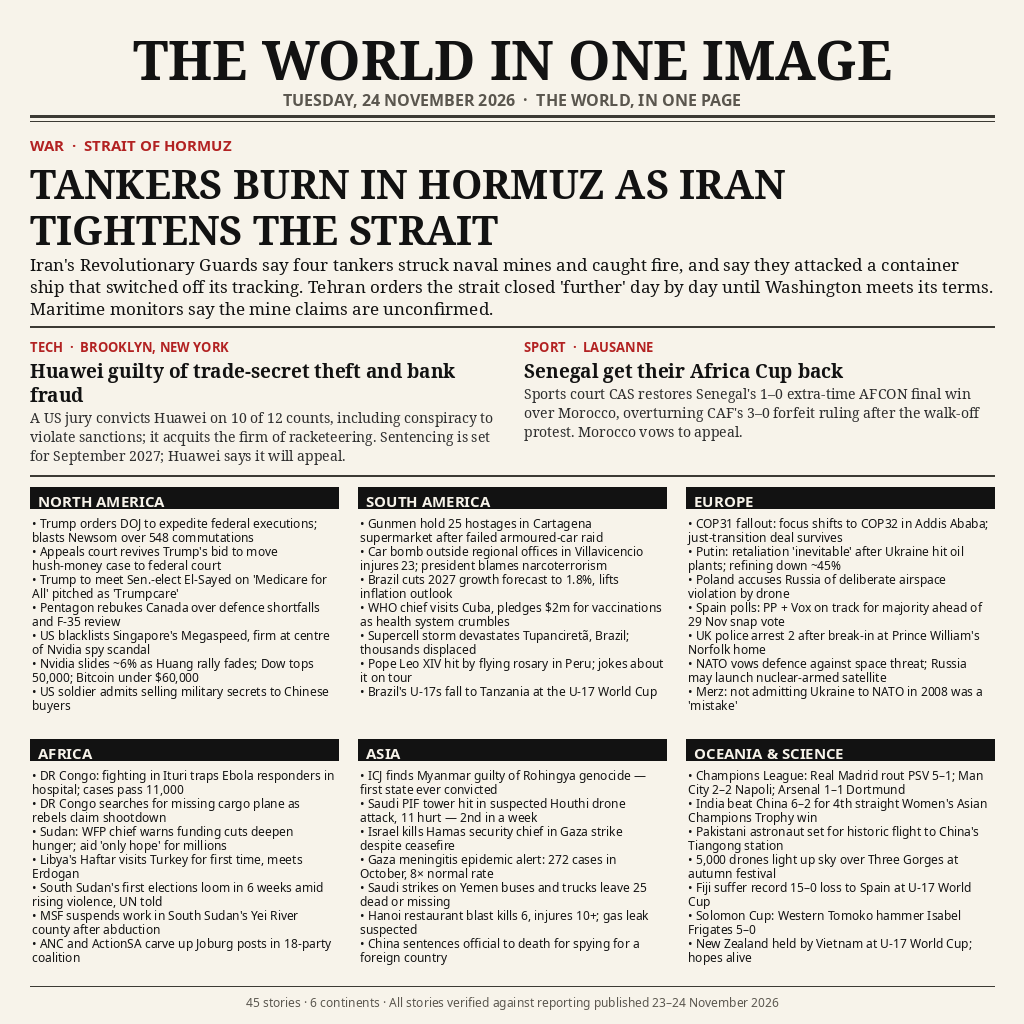 THE WORLD IN ONE IMAGE
TUESDAY, 24 NOVEMBER 2026 · THE WORLD, IN ONE PAGE
WAR · STRAIT OF HORMUZ
TANKERS BURN IN HORMUZ AS IRAN
TIGHTENS THE STRAIT
Iran's Revolutionary Guards say four tankers struck naval mines and caught fire, and say they attacked a container
ship that switched off its tracking. Tehran orders the strait closed 'further' day by day until Washington meets its terms.
Maritime monitors say the mine claims are unconfirmed.
TECH · BROOKLYN, NEW YORK
Huawei guilty of trade-secret theft and bank
fraud
A US jury convicts Huawei on 10 of 12 counts, including conspiracy to
violate sanctions; it acquits the firm of racketeering. Sentencing is set
for September 2027; Huawei says it will appeal.
SPORT · LAUSANNE
Senegal get their Africa Cup back
Sports court CAS restores Senegal's 1–0 extra-time AFCON final win
over Morocco, overturning CAF's 3–0 forfeit ruling after the walk-off
protest. Morocco vows to appeal.
NORTH AMERICA
• Trump orders DOJ to expedite federal executions;
blasts Newsom over 548 commutations
• Appeals court revives Trump's bid to move
hush-money case to federal court
• Trump to meet Sen.-elect El-Sayed on 'Medicare for
All' pitched as 'Trumpcare'
• Pentagon rebukes Canada over defence shortfalls
and F-35 review
• US blacklists Singapore's Megaspeed, firm at centre
of Nvidia spy scandal
• Nvidia slides ~6% as Huang rally fades; Dow tops
50,000; Bitcoin under $60,000
• US soldier admits selling military secrets to Chinese
buyers
SOUTH AMERICA
• Gunmen hold 25 hostages in Cartagena
supermarket after failed armoured-car raid
• Car bomb outside regional offices in Villavicencio
injures 23; president blames narcoterrorism
• Brazil cuts 2027 growth forecast to 1.8%, lifts
inflation outlook
• WHO chief visits Cuba, pledges $2m for vaccinations
as health system crumbles
• Supercell storm devastates Tupanciretã, Brazil;
thousands displaced
• Pope Leo XIV hit by flying rosary in Peru; jokes about
it on tour
• Brazil's U-17s fall to Tanzania at the U-17 World Cup
EUROPE
• COP31 fallout: focus shifts to COP32 in Addis Ababa;
just-transition deal survives
• Putin: retaliation 'inevitable' after Ukraine hit oil
plants; refining down ~45%
• Poland accuses Russia of deliberate airspace
violation by drone
• Spain polls: PP + Vox on track for majority ahead of
29 Nov snap vote
• UK police arrest 2 after break-in at Prince William's
Norfolk home
• NATO vows defence against space threat; Russia
may launch nuclear-armed satellite
• Merz: not admitting Ukraine to NATO in 2008 was a
'mistake'
AFRICA
• DR Congo: fighting in Ituri traps Ebola responders in
hospital; cases pass 11,000
• DR Congo searches for missing cargo plane as
rebels claim shootdown
• Sudan: WFP chief warns funding cuts deepen
hunger; aid 'only hope' for millions
• Libya's Haftar visits Turkey for first time, meets
Erdogan
• South Sudan's first elections loom in 6 weeks amid
rising violence, UN told
• MSF suspends work in South Sudan's Yei River
county after abduction
• ANC and ActionSA carve up Joburg posts in 18-party
coalition
ASIA
• ICJ finds Myanmar guilty of Rohingya genocide —
first state ever convicted
• Saudi PIF tower hit in suspected Houthi drone
attack, 11 hurt — 2nd in a week
• Israel kills Hamas security chief in Gaza strike
despite ceasefire
• Gaza meningitis epidemic alert: 272 cases in
October, 8× normal rate
• Saudi strikes on Yemen buses and trucks leave 25
dead or missing
• Hanoi restaurant blast kills 6, injures 10+; gas leak
suspected
• China sentences official to death for spying for a
foreign country
OCEANIA & SCIENCE
• Champions League: Real Madrid rout PSV 5–1; Man
City 2–2 Napoli; Arsenal 1–1 Dortmund
• India beat China 6–2 for 4th straight Women's Asian
Champions Trophy win
• Pakistani astronaut set for historic flight to China's
Tiangong station
• 5,000 drones light up sky over Three Gorges at
autumn festival
• Fiji suffer record 15–0 loss to Spain at U-17 World
Cup
• Solomon Cup: Western Tomoko hammer Isabel
Frigates 5–0
• New Zealand held by Vietnam at U-17 World Cup;
hopes alive
45 stories · 6 continents · All stories verified against reporting published 23–24 November 2026